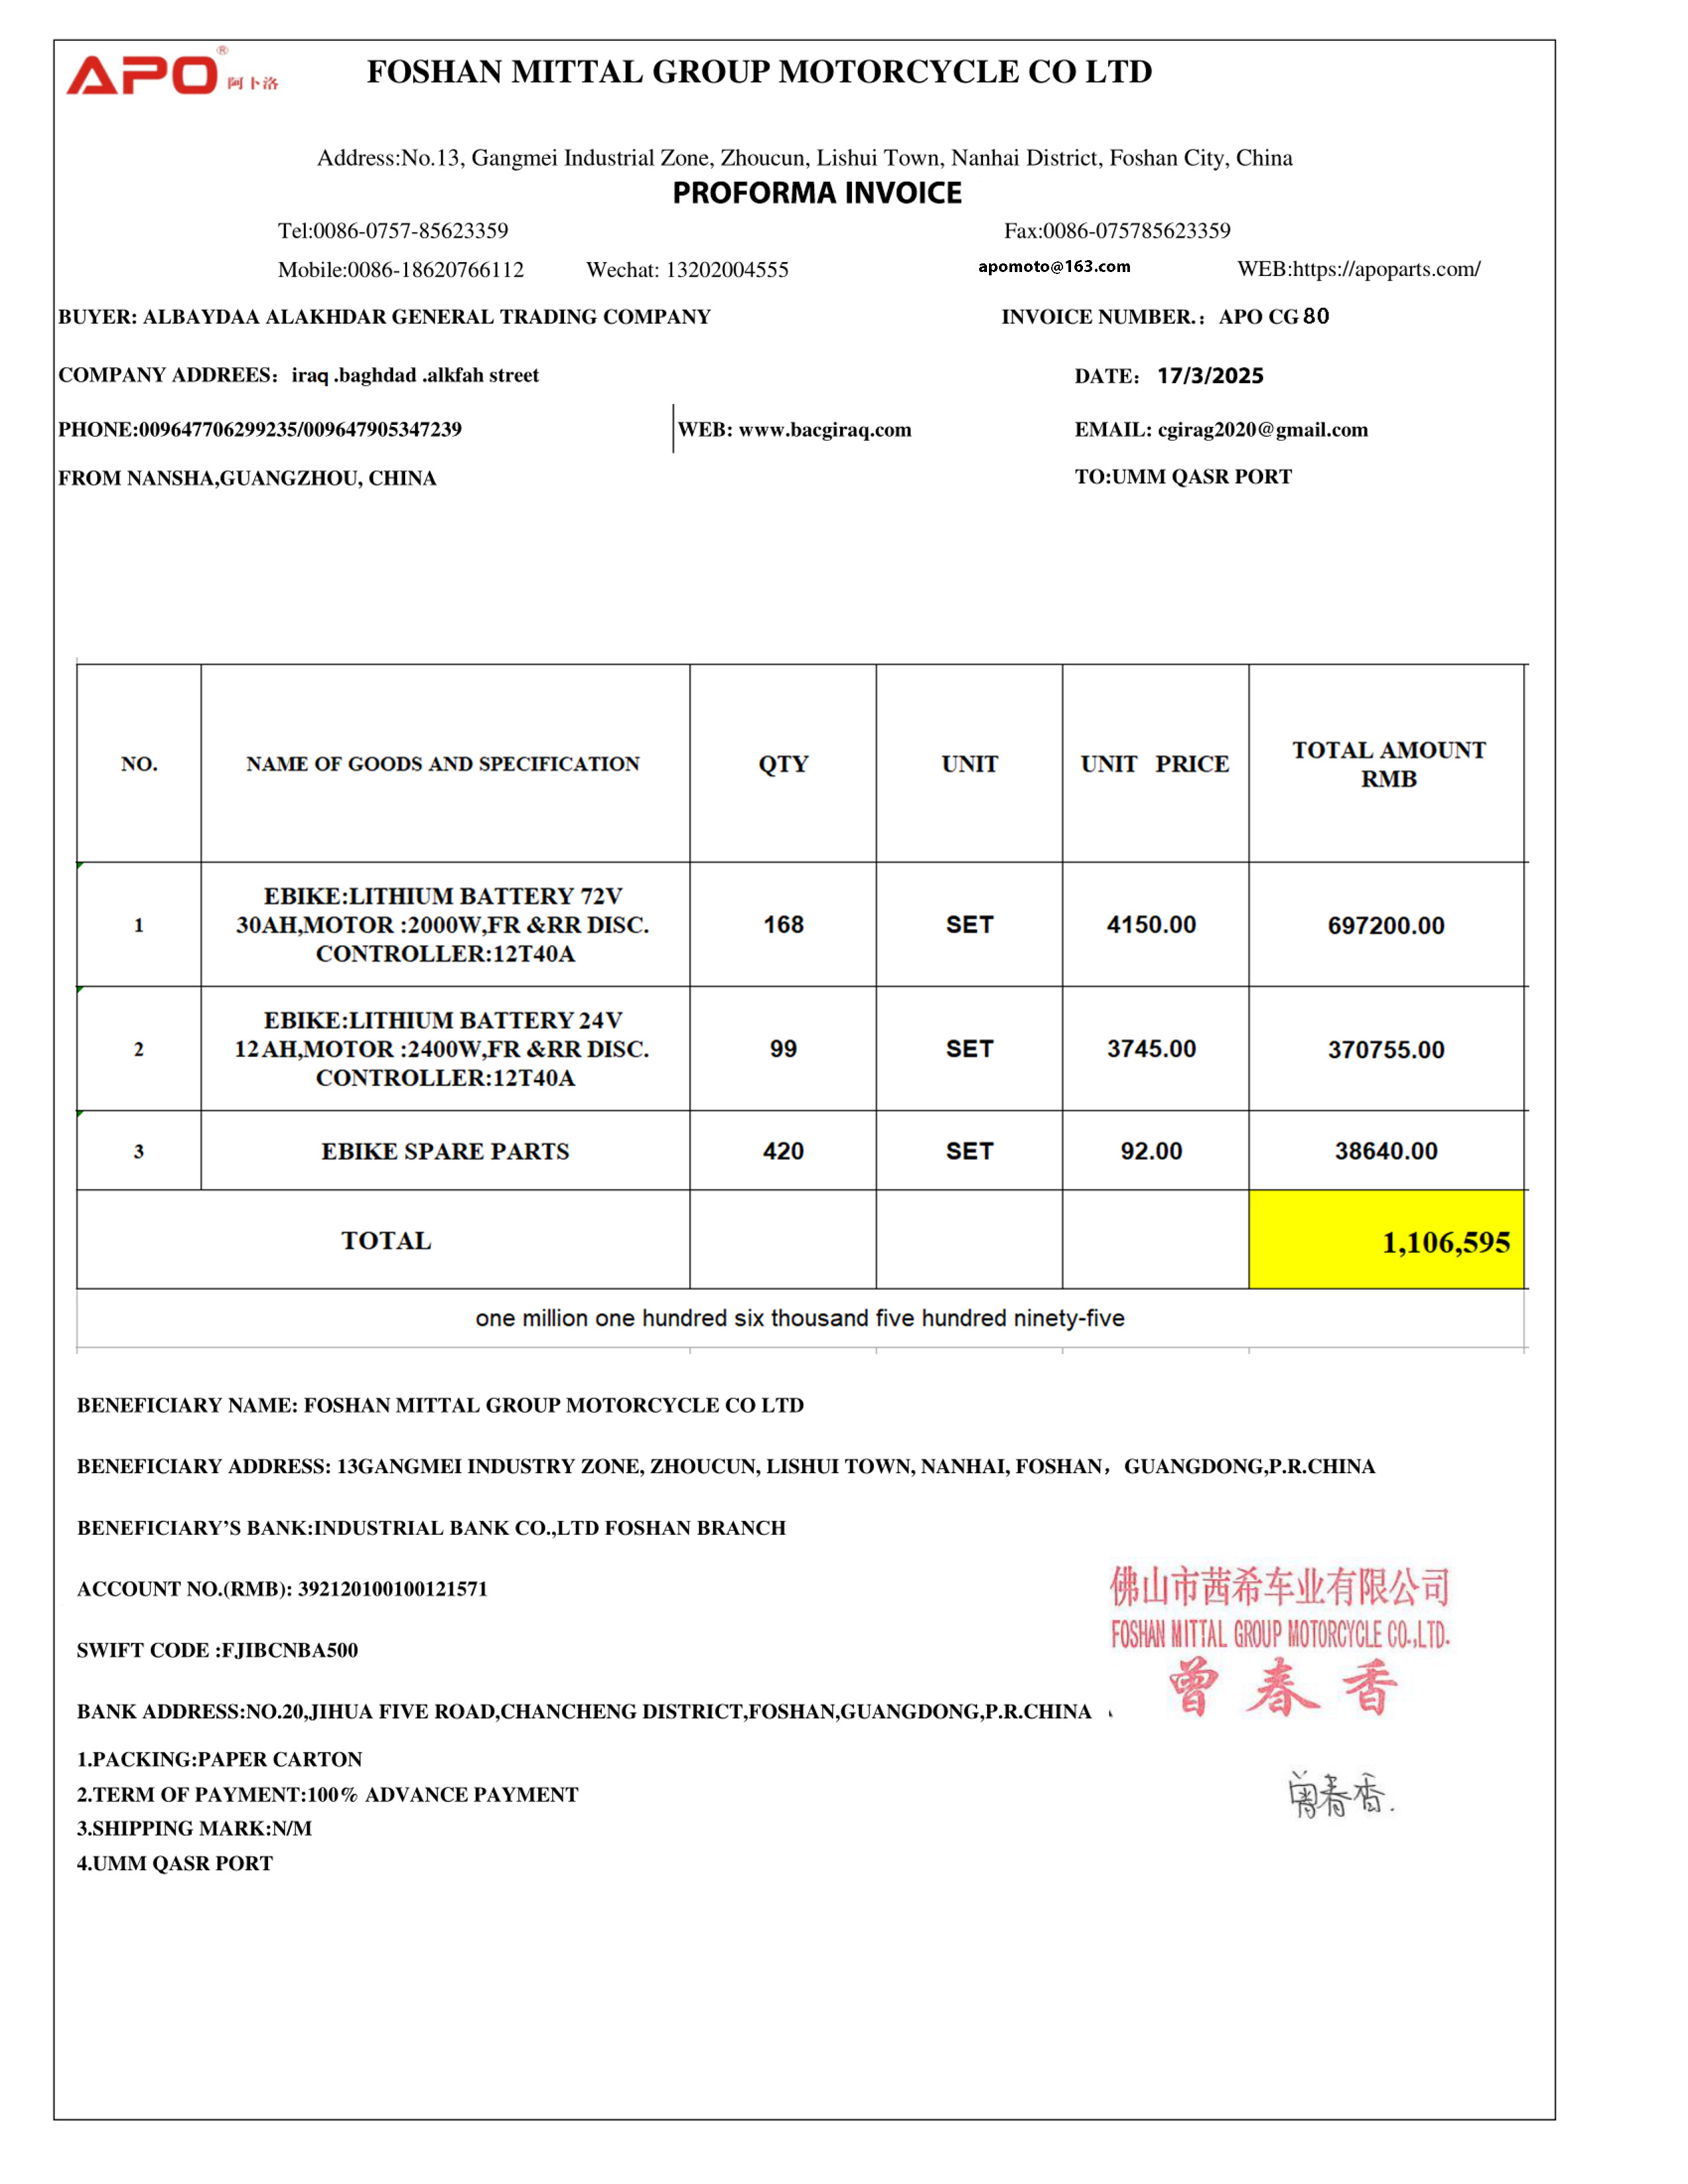 APO® 阿卜洛
FOSHAN MITTAL GROUP MOTORCYCLE CO LTD
Address:No.13, Gangmei Industrial Zone, Zhoucun, Lishui Town, Nanhai District, Foshan City, China
PROFORMA INVOICE
Tel:0086-0757-85623359 Fax:0086-075785623359
Mobile:0086-18620766112 Wechat: 13202004555 apomoto@163.com WEB:https://apoparts.com/
BUYER: ALBAYDAA ALAKHDAR GENERAL TRADING COMPANY INVOICE NUMBER.：APO CG 80
COMPANY ADDREES：iraq .baghdad .alkfah street DATE：17/3/2025
PHONE:009647706299235/009647905347239 WEB: www.bacgiraq.com EMAIL: cgirag2020@gmail.com
FROM NANSHA,GUANGZHOU, CHINA TO:UMM QASR PORT
NO. NAME OF GOODS AND SPECIFICATION QTY UNIT UNIT PRICE TOTAL AMOUNT RMB
1 EBIKE:LITHIUM BATTERY 72V
30AH,MOTOR :2000W,FR &RR DISC.
CONTROLLER:12T40A 168 SET 4150.00 697200.00
2 EBIKE:LITHIUM BATTERY 24V
12AH,MOTOR :2400W,FR &RR DISC.
CONTROLLER:12T40A 99 SET 3745.00 370755.00
3 EBIKE SPARE PARTS 420 SET 92.00 38640.00
TOTAL 1,106,595
one million one hundred six thousand five hundred ninety-five
BENEFICIARY NAME: FOSHAN MITTAL GROUP MOTORCYCLE CO LTD
BENEFICIARY ADDRESS: 13GANGMEI INDUSTRY ZONE, ZHOUCUN, LISHUI TOWN, NANHAI, FOSHAN，GUANGDONG,P.R.CHINA
BENEFICIARY’S BANK:INDUSTRIAL BANK CO.,LTD FOSHAN BRANCH
ACCOUNT NO.(RMB): 392120100100121571
SWIFT CODE :FJIBCNBA500
BANK ADDRESS:NO.20,JIHUA FIVE ROAD,CHANCHENG DISTRICT,FOSHAN,GUANGDONG,P.R.CHINA
佛山市茜希车业有限公司
FOSHAN MITTAL GROUP MOTORCYCLE CO.,LTD.
曾春香
1.PACKING:PAPER CARTON
2.TERM OF PAYMENT:100% ADVANCE PAYMENT
3.SHIPPING MARK:N/M
4.UMM QASR PORT
曾春香.